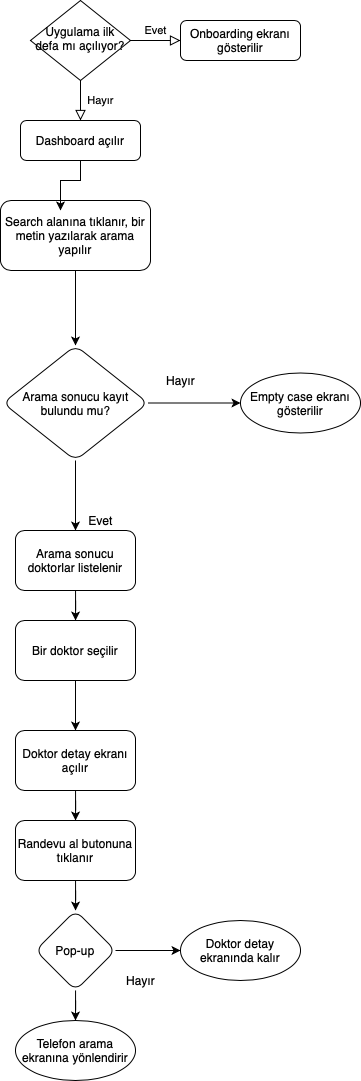 Uygulama ilk
defa mı açılıyor?
Evet
Onboarding ekranı
gösterilir
Hayır
Dashboard açılır
Search alanına tıklanır, bir
metin yazılarak arama
yapılır
Arama sonucu kayıt
bulundu mu?
Hayır
Empty case ekranı
gösterilir
Evet
Arama sonucu
doktorlar listelenir
Bir doktor seçilir
Doktor detay ekranı
açılır
Randevu al butonuna
tıklanır
Pop-up
Doktor detay
ekranında kalır
Hayır
Telefon arama
ekranına yönlendirir